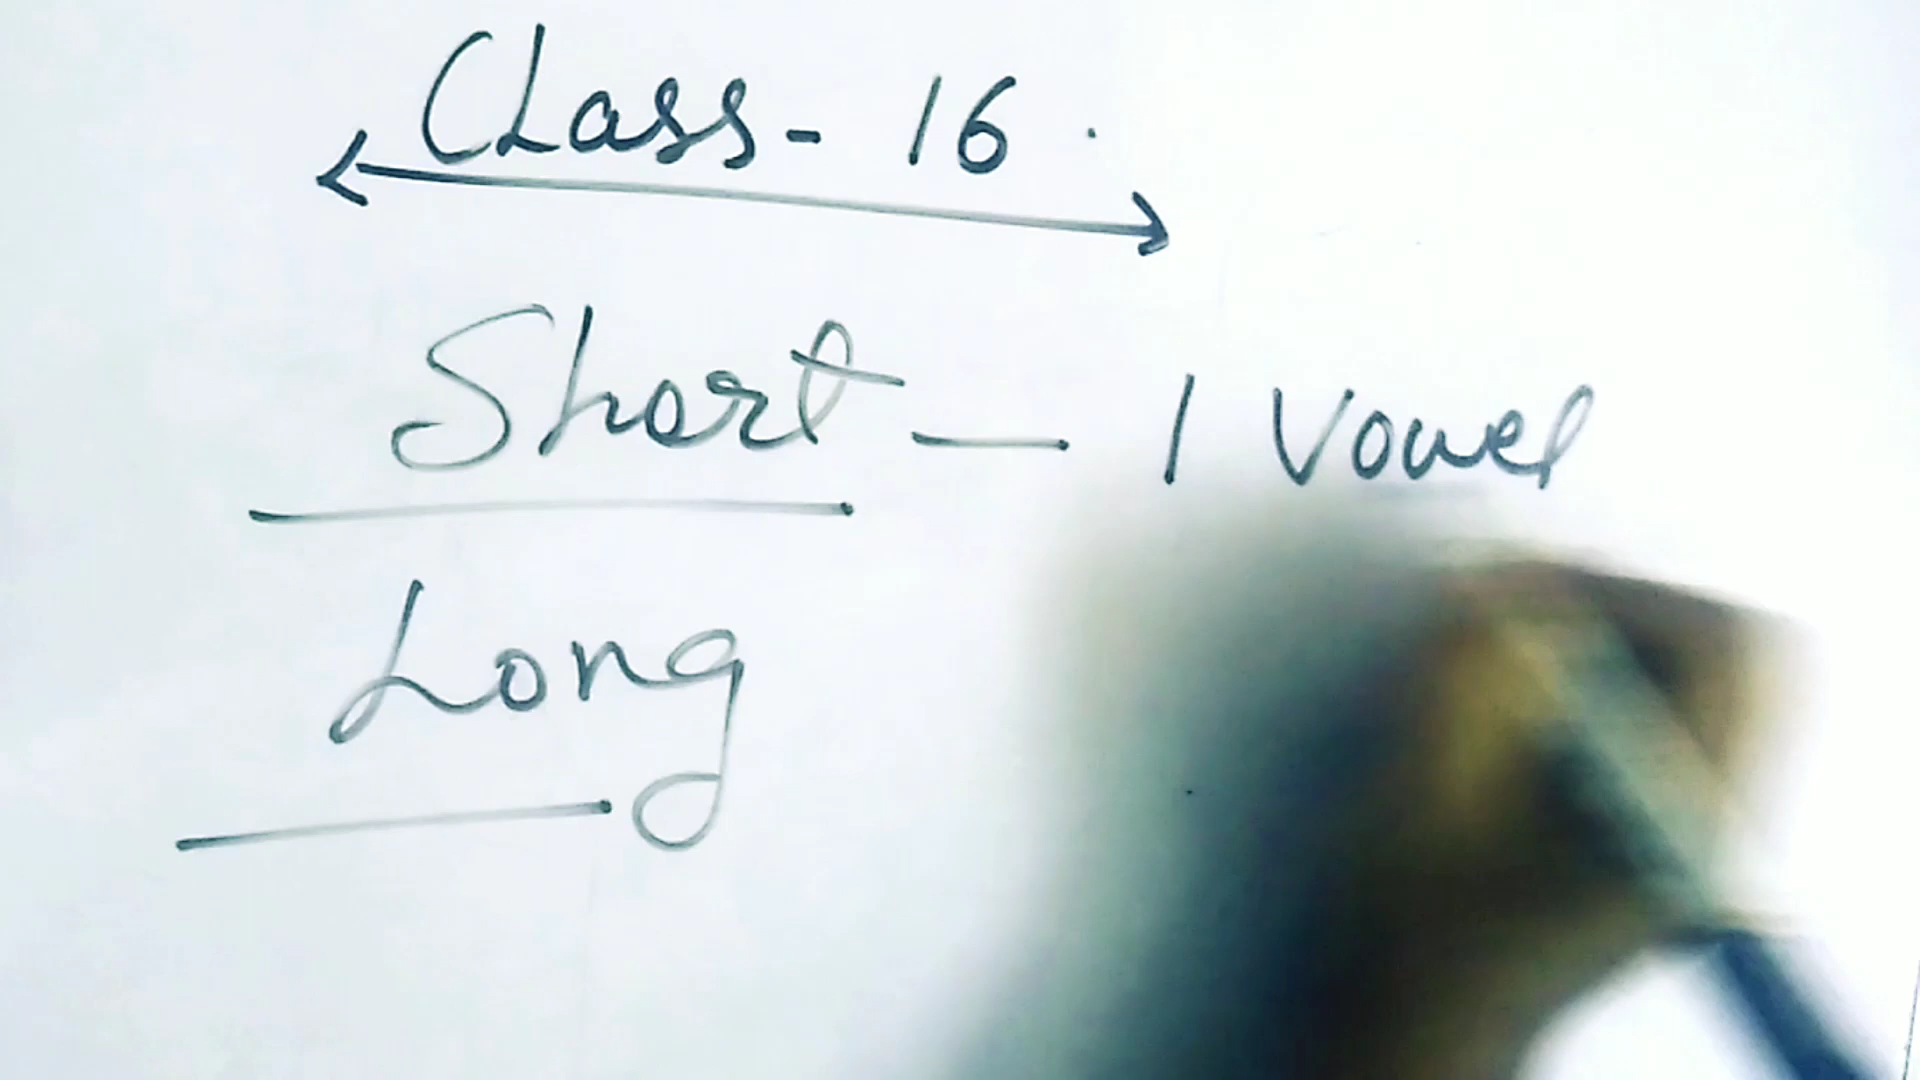 Class - 16
Short — 1 Vowel
Long